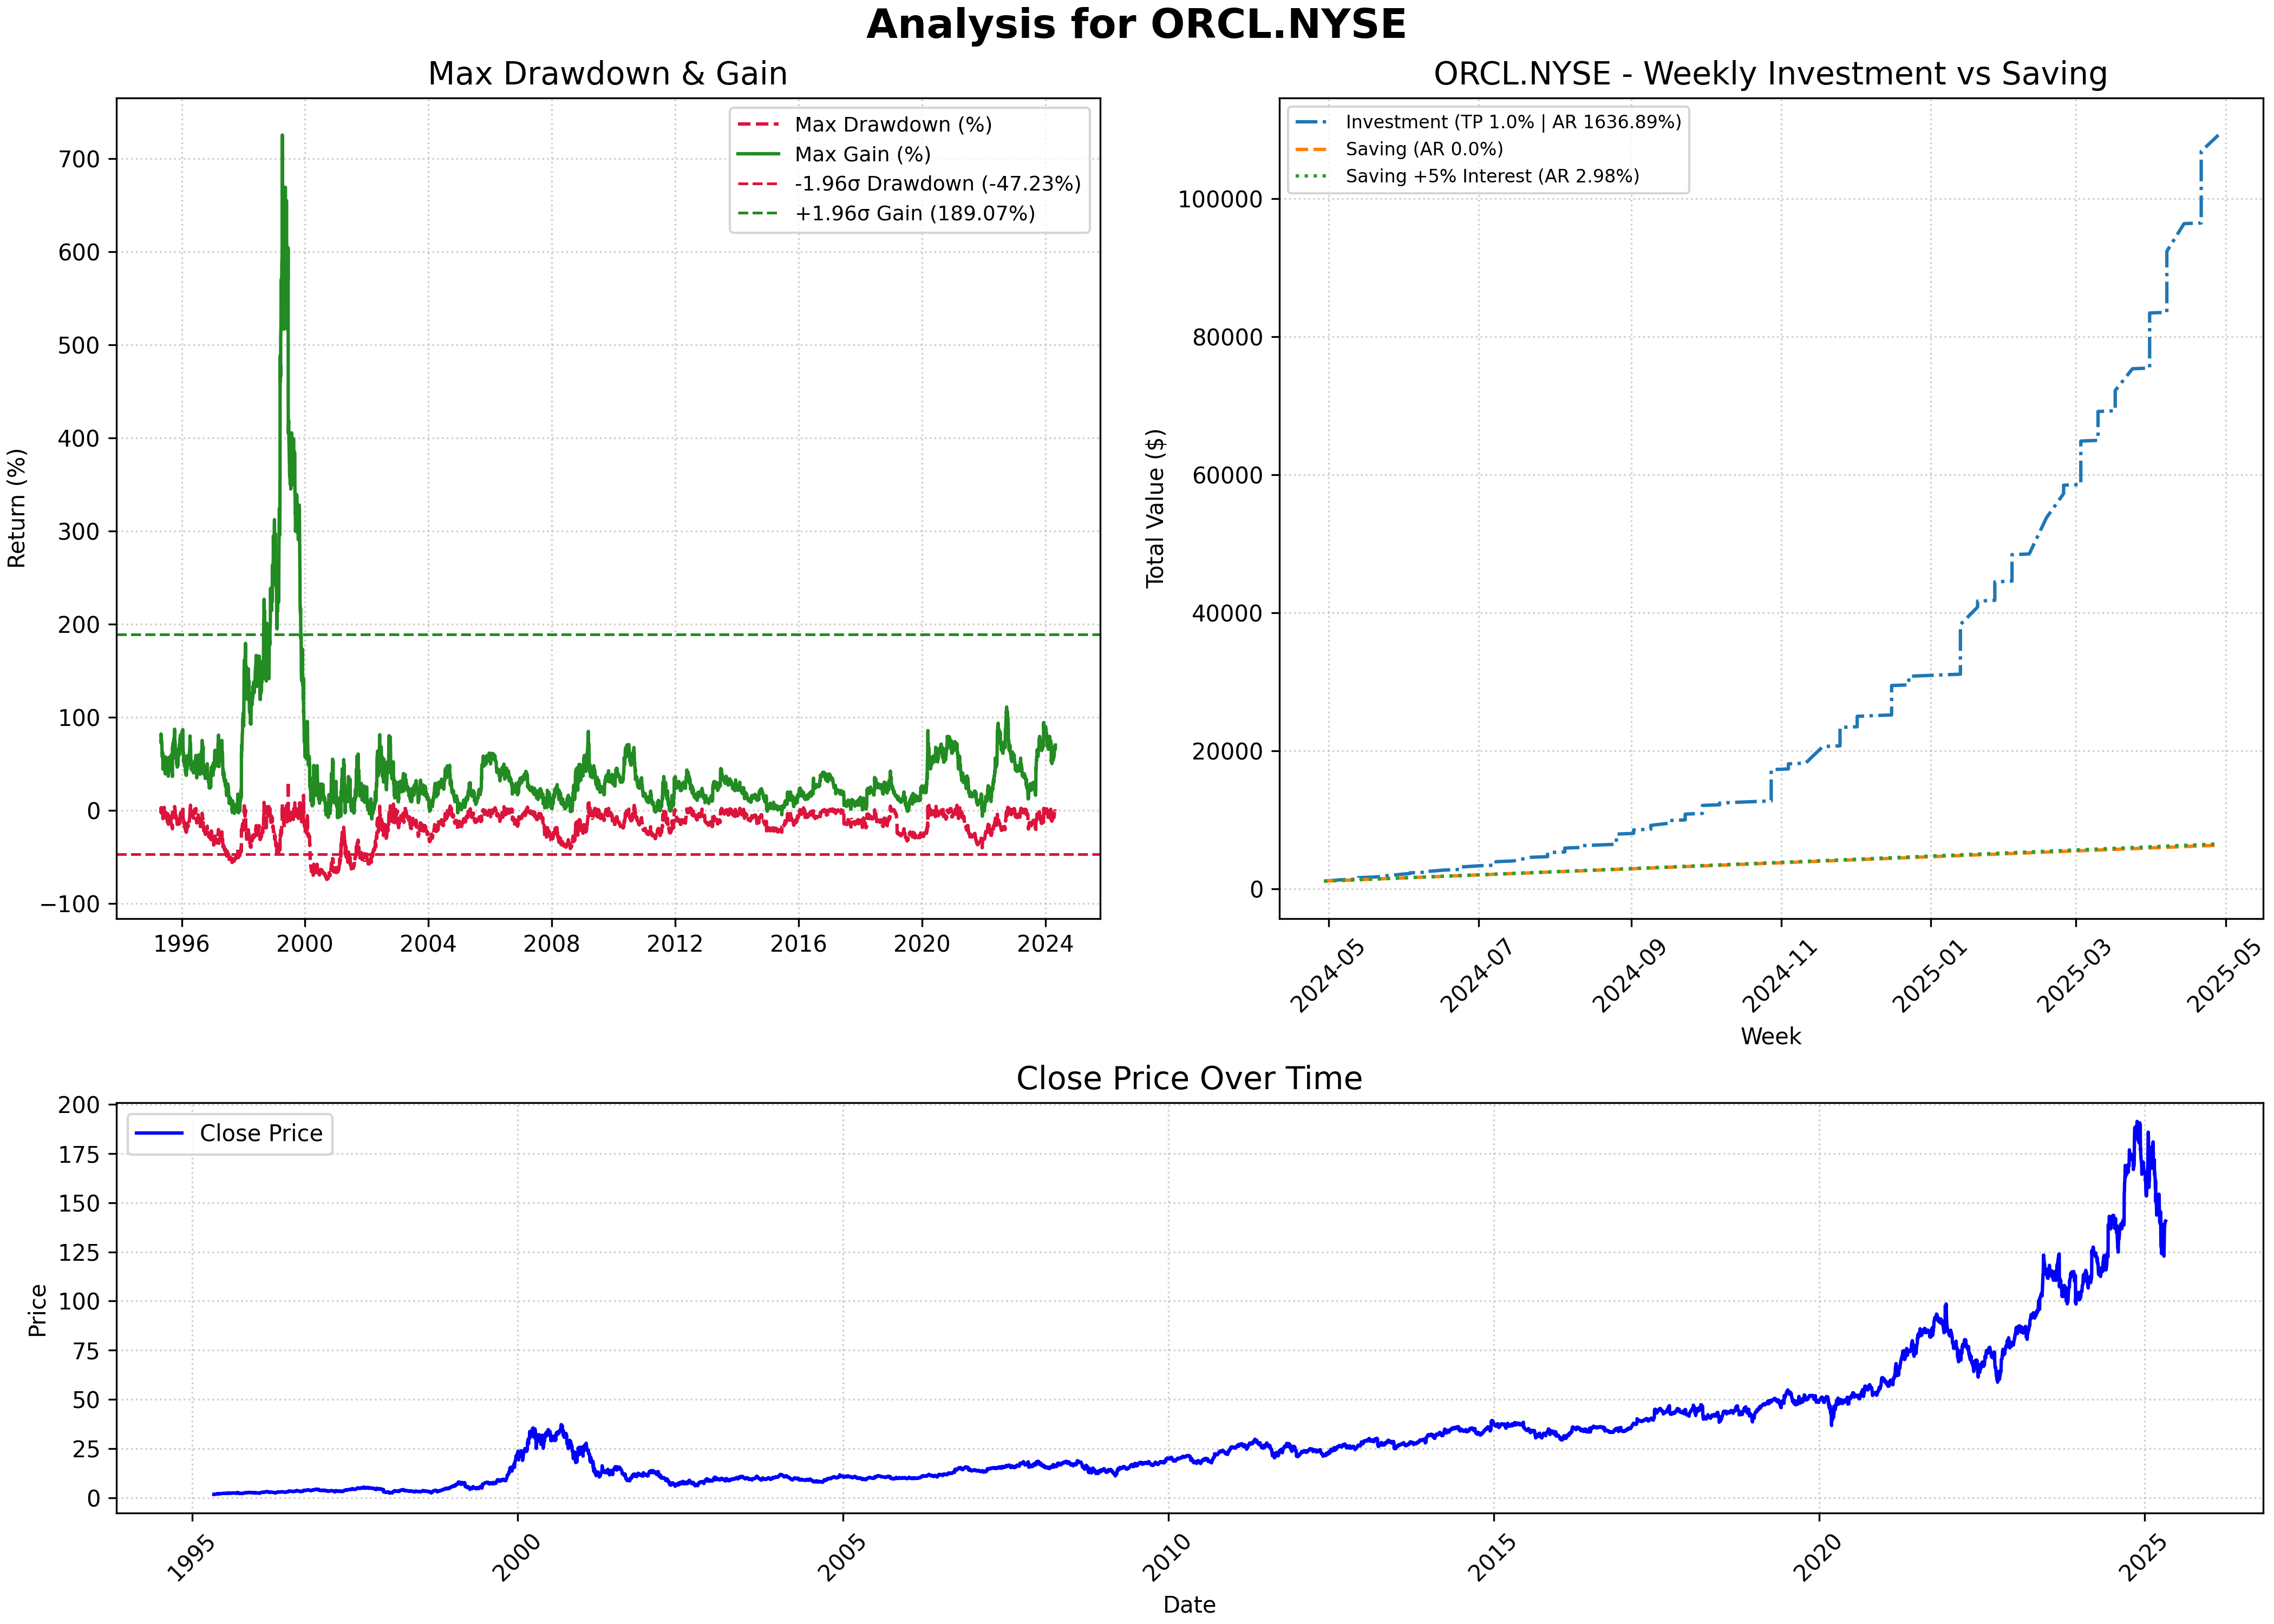 Analysis for ORCL.NYSE
Max Drawdown & Gain
Max Drawdown (%)
Max Gain (%)
-1.96σ Drawdown (-47.23%)
+1.96σ Gain (189.07%)
Return (%)
700
600
500
400
300
200
100
0
−100
1996 2000 2004 2008 2012 2016 2020 2024
ORCL.NYSE - Weekly Investment vs Saving
Investment (TP 1.0% | AR 1636.89%)
Saving (AR 0.0%)
Saving +5% Interest (AR 2.98%)
Total Value ($)
100000
80000
60000
40000
20000
0
2024-05 2024-07 2024-09 2024-11 2025-01 2025-03 2025-05
Week
Close Price Over Time
Close Price
Price
200
175
150
125
100
75
50
25
0
1995 2000 2005 2010 2015 2020 2025
Date